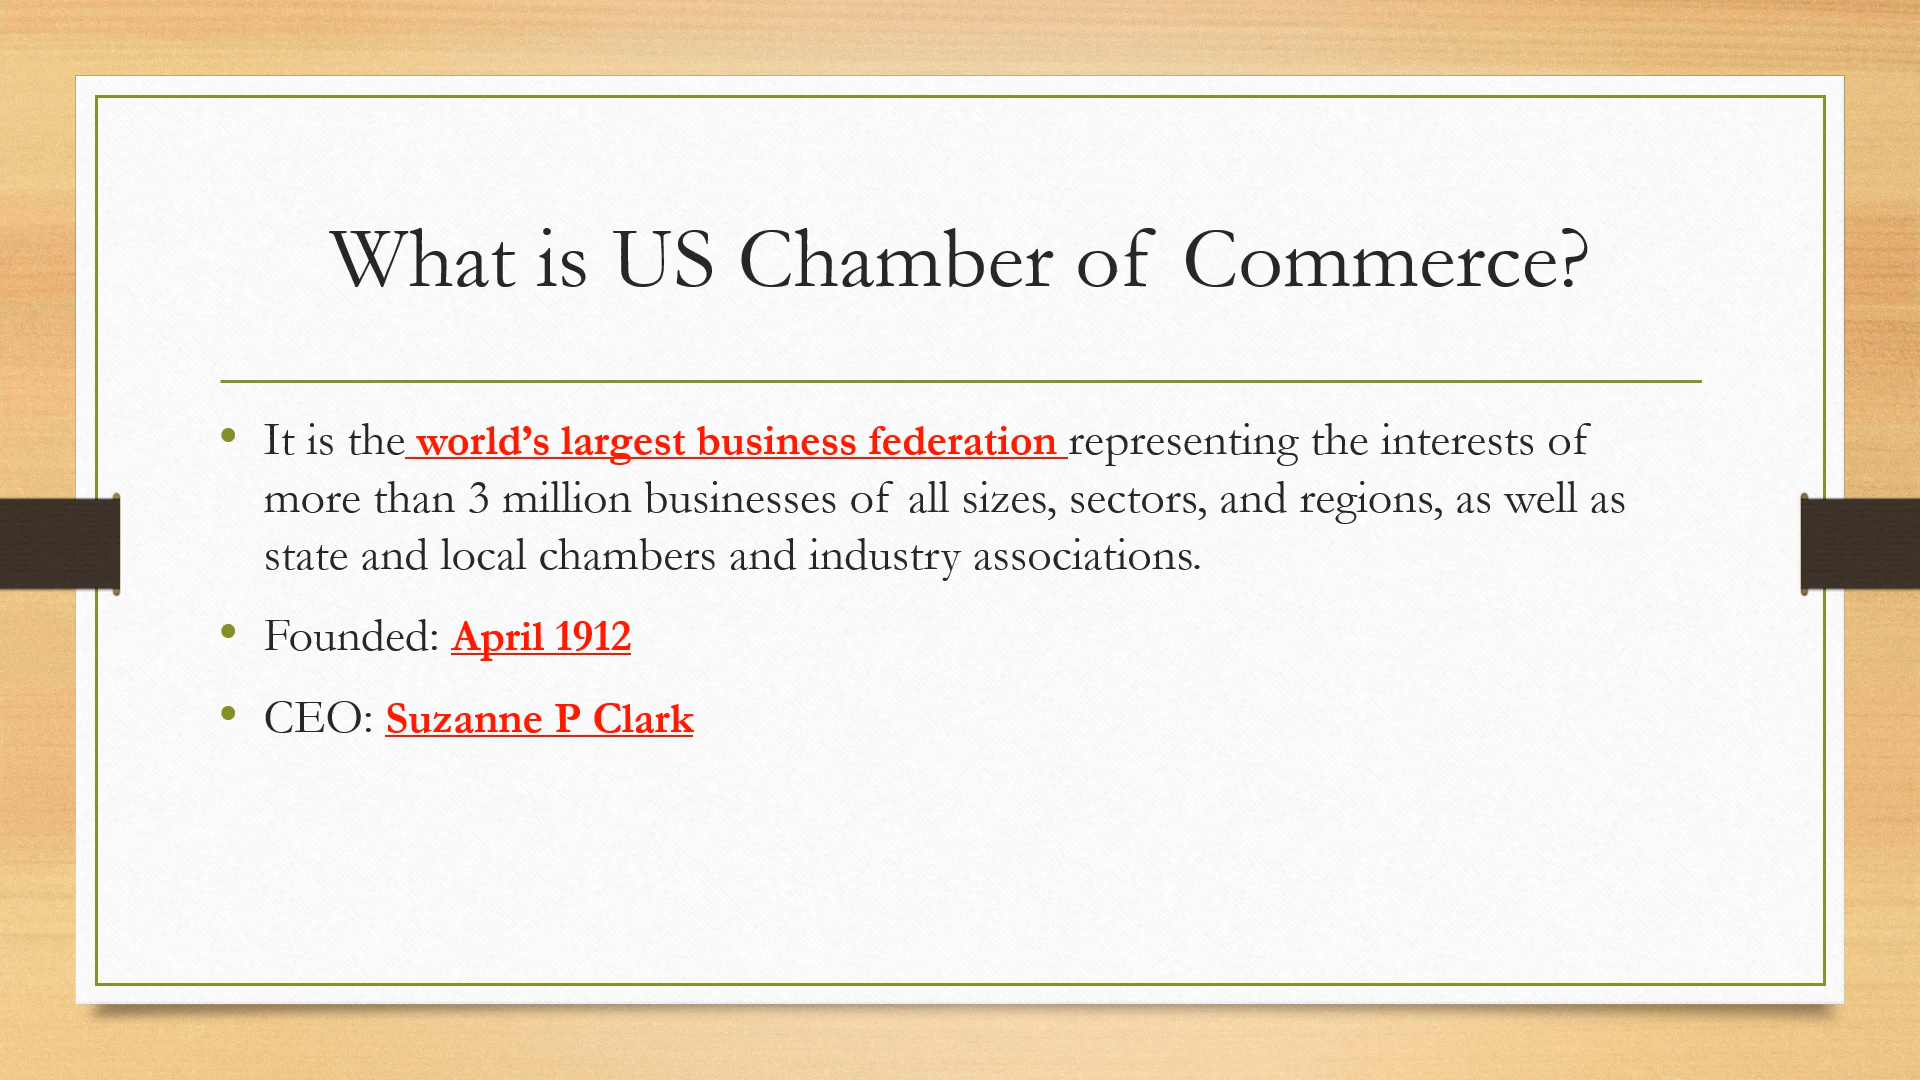 What is US Chamber of Commerce?
• It is the world's largest business federation representing the interests of
more than 3 million businesses of all sizes, sectors, and regions, as well as
state and local chambers and industry associations.
• Founded: April 1912
• CEO: Suzanne P Clark